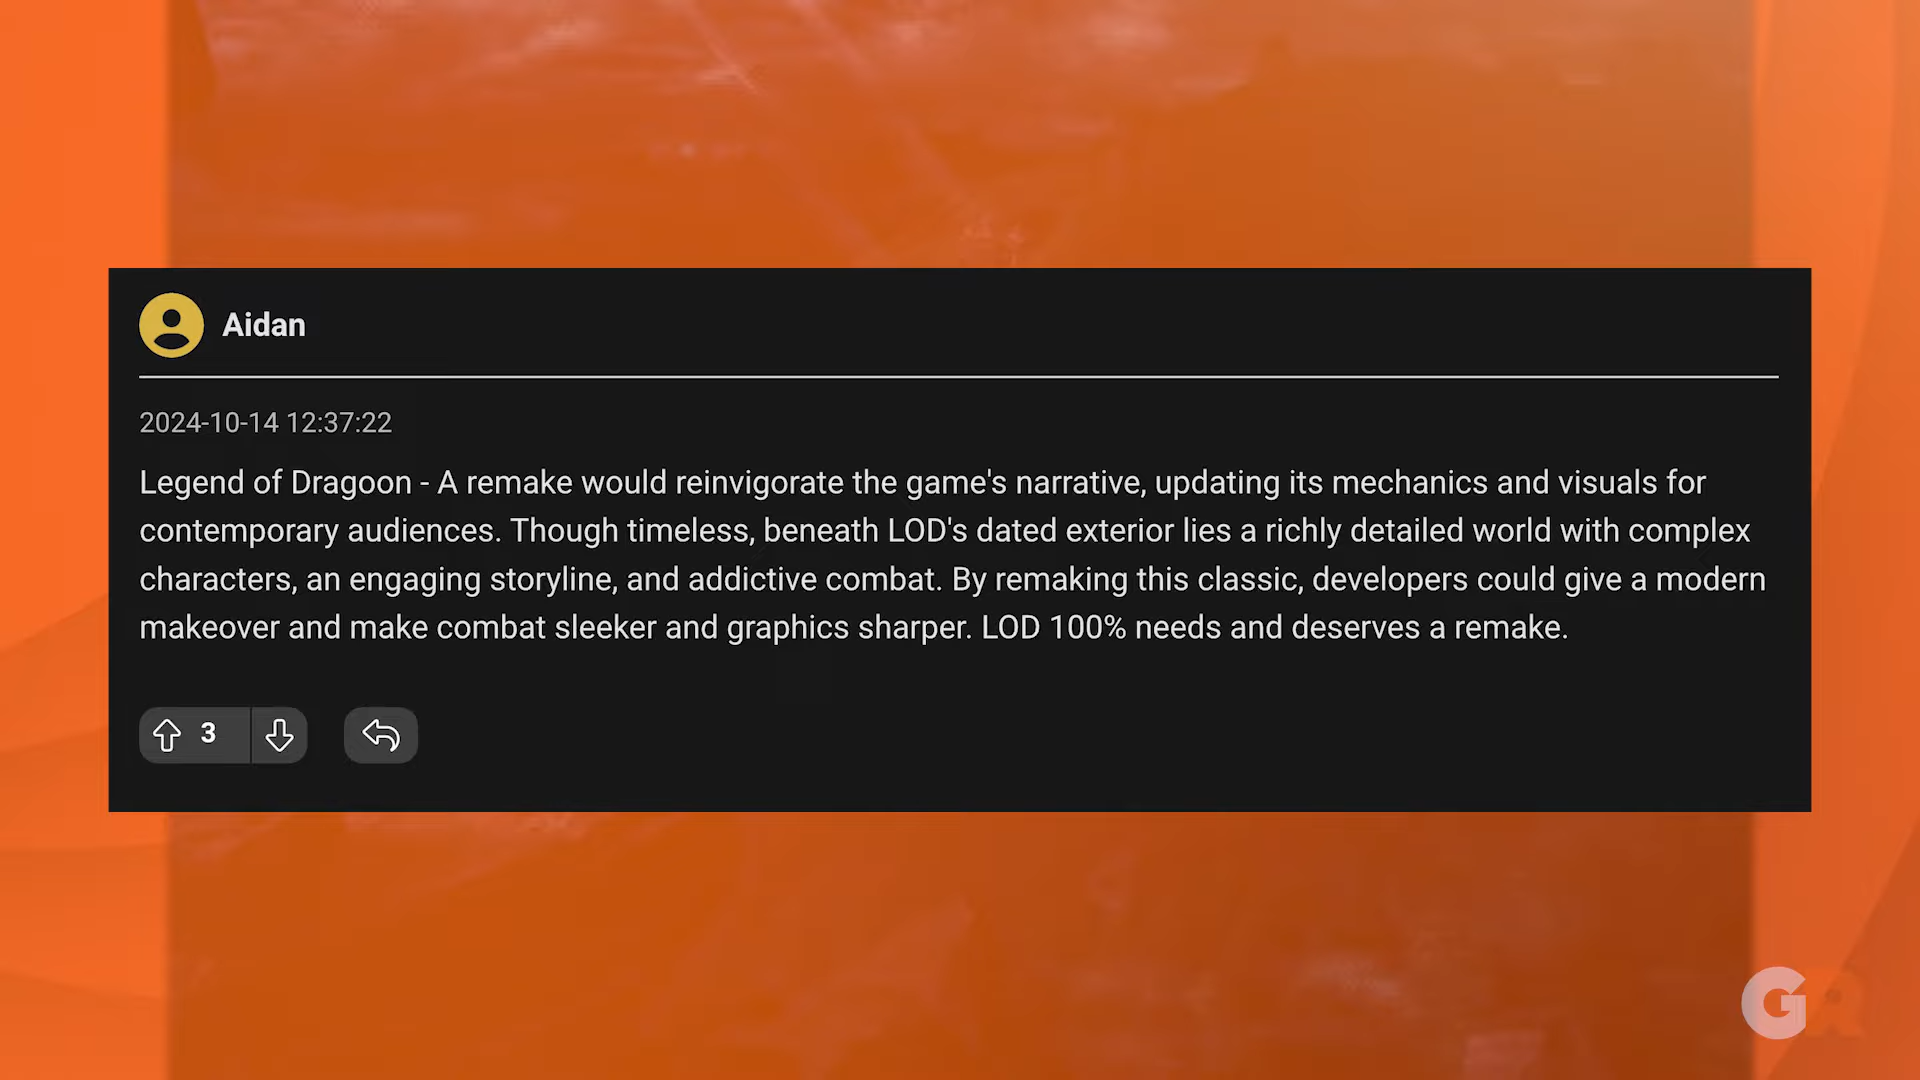 Aidan
2024-10-14 12:37:22
Legend of Dragoon - A remake would reinvigorate the game's narrative, updating its mechanics and visuals for
contemporary audiences. Though timeless, beneath LOD's dated exterior lies a richly detailed world with complex
characters, an engaging storyline, and addictive combat. By remaking this classic, developers could give a modern
makeover and make combat sleeker and graphics sharper. LOD 100% needs and deserves a remake.
3
GR